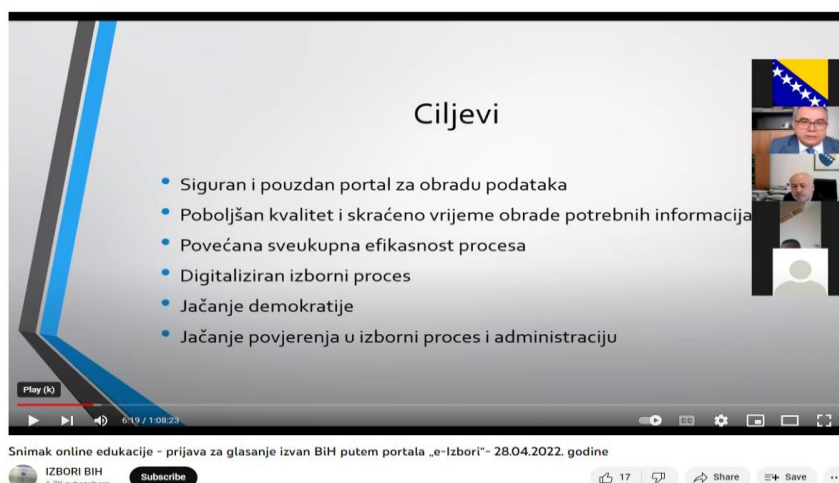 Ciljevi
Siguran i pouzdan portal za obradu podataka
Poboljšan kvalitet i skraćeno vrijeme obrade potrebnih informacija
Povećana sveukupna efikasnost procesa
Digitaliziran izborni proces
Jačanje demokratije
Jačanje povjerenja u izborni proces i administraciju
Play (k)
6:19 / 1:08:23
CC
Snimak online edukacije - prijava za glasanje izvan BiH putem portala „e-Izbori“- 28.04.2022. godine
IZBORI BIH
Subscribe
17
Share
Save